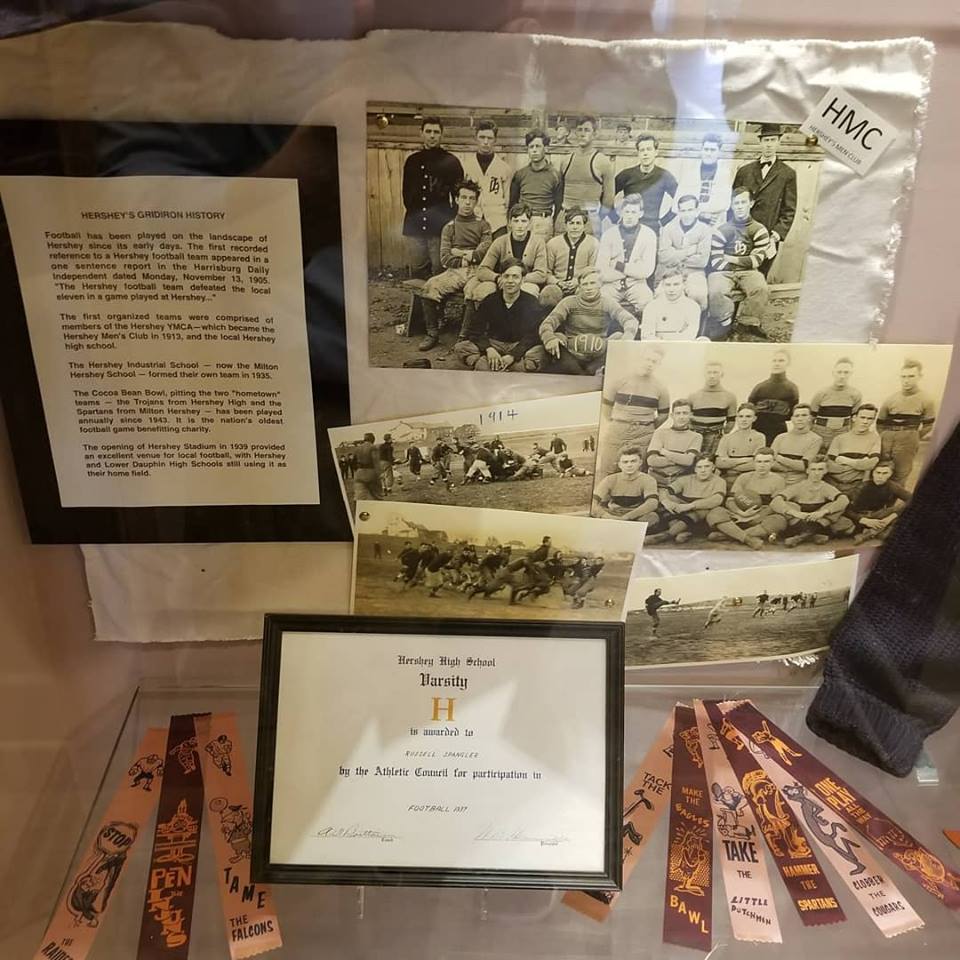 HERSHEY'S GRIDIRON HISTORY
Football has been played on the landscape of
Hershey since its early days. The first recorded
reference to a Hershey football team appeared in a
one sentence report in the Harrisburg Daily
Independent dated Monday, November 13, 1905.
"The Hershey football team defeated the local
eleven in a game played at Hershey..."
The first organized teams were comprised of
members of the Hershey YMCA—which became the
Hershey Men's Club in 1913, and the local Hershey
high school.
The Hershey Industrial School — now the Milton
Hershey School — formed their own team in 1935.
The Cocoa Bean Bowl, pitting the two "hometown"
teams — the Trojans from Hershey High and the
Spartans from Milton Hershey — has been played
annually since 1943. It is the nation's oldest
football game benefitting charity.
The opening of Hershey Stadium in 1939 provided
an excellent venue for local football, with Hershey
and Lower Dauphin High Schools still using it as
their home field.
HMC
HERSHEY'S MEN CLUB
1910
1914
Hershey High School
Varsity
H
is awarded to
RUSSELL SPANGLER
by the Athletic Council for participation in
FOOTBALL 1937
STOP
THE
PEN
TAME
THE
FALCONS
TACK
THE
MAKE
THE
EAGLES
BAWL
TAKE
THE
LITTLE
DUTCHMEN
HAMMER
THE
SPARTANS
CLOBBER
THE
COUGARS